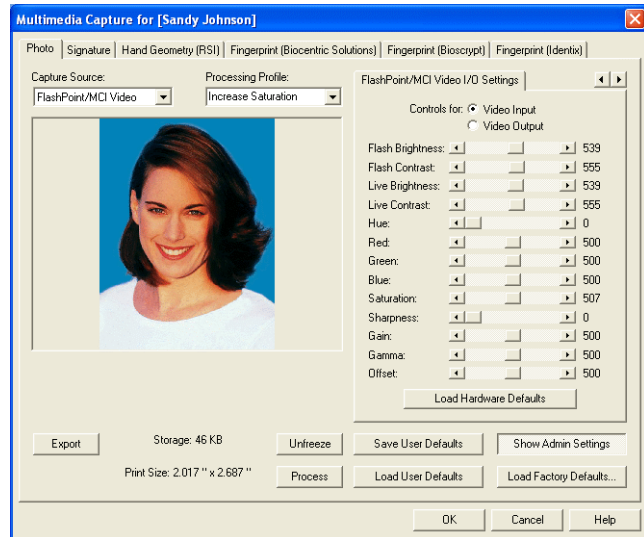 Multimedia Capture for [Sandy Johnson]
Photo Signature Hand Geometry (RSI) Fingerprint (Biocentric Solutions) Fingerprint (Bioscrypt) Fingerprint (Identix)
Capture Source: Processing Profile:
FlashPoint/MCI Video Increase Saturation
FlashPoint/MCI Video I/O Settings
Controls for: Video Input
Video Output
Flash Brightness: 539
Flash Contrast: 555
Live Brightness: 539
Live Contrast: 555
Hue: 0
Red: 500
Green: 500
Blue: 500
Saturation: 507
Sharpness: 0
Gain: 500
Gamma: 500
Offset: 500
Load Hardware Defaults
Export Storage: 46 KB Unfreeze Save User Defaults Show Admin Settings
Print Size: 2.017 " x 2.687 " Process Load User Defaults Load Factory Defaults...
OK Cancel Help